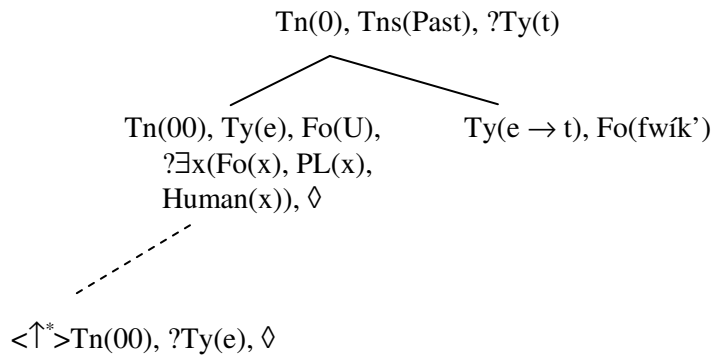 Tn(0), Tns(Past), ?Ty(t)
Tn(00), Ty(e), Fo(U), Ty(e → t), Fo(fwík’)
?∃x(Fo(x), PL(x),
Human(x)), ◊
<↑*>Tn(00), ?Ty(e), ◊